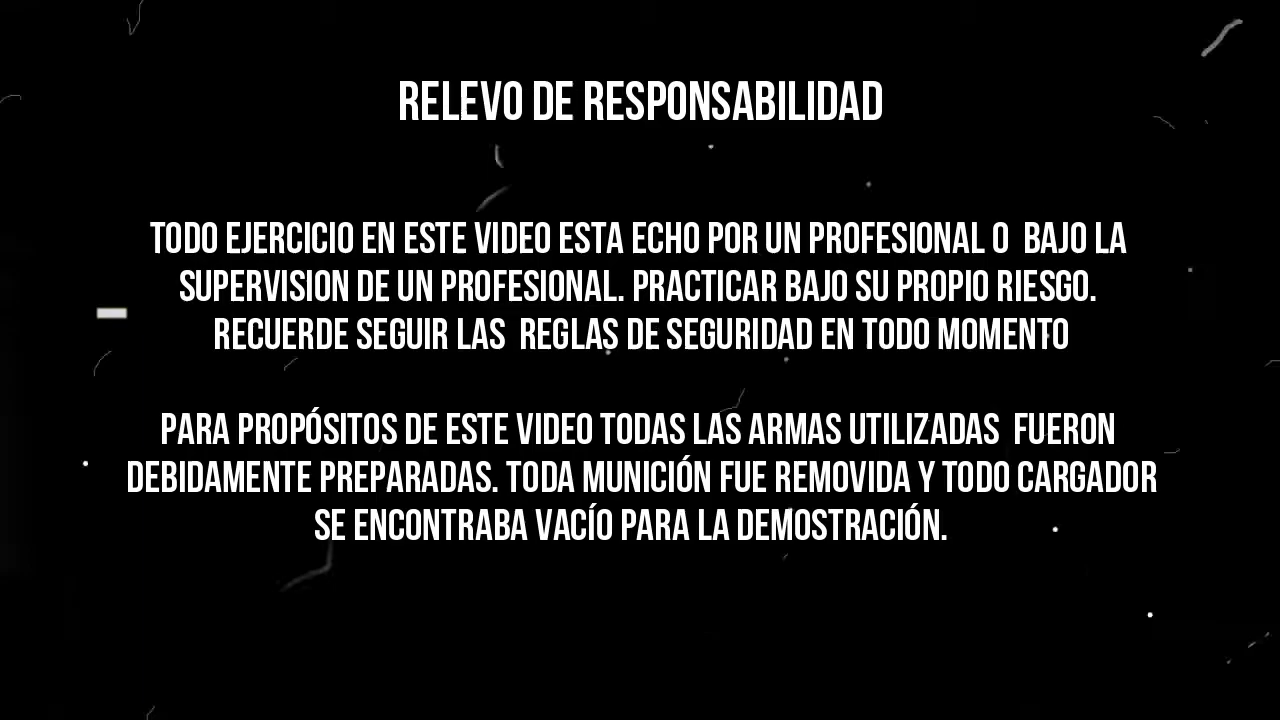 RELEVO DE RESPONSABILIDAD
TODO EJERCICIO EN ESTE VIDEO ESTA ECHO POR UN PROFESIONAL O BAJO LA
SUPERVISION DE UN PROFESIONAL. PRACTICAR BAJO SU PROPIO RIESGO.
RECUERDE SEGUIR LAS REGLAS DE SEGURIDAD EN TODO MOMENTO
PARA PROPÓSITOS DE ESTE VIDEO TODAS LAS ARMAS UTILIZADAS FUERON
DEBIDAMENTE PREPARADAS. TODA MUNICIÓN FUE REMOVIDA Y TODO CARGADOR
SE ENCONTRABA VACÍO PARA LA DEMOSTRACIÓN.